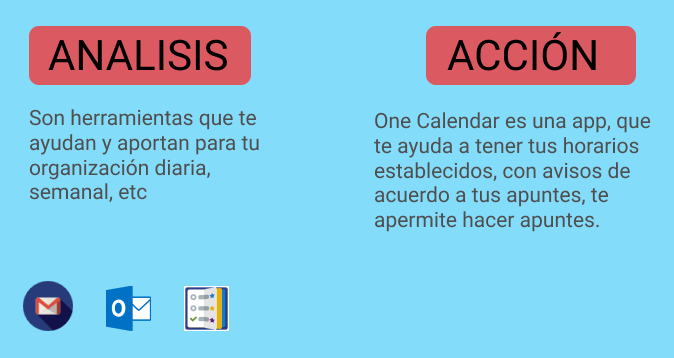 ANALISIS
Son herramientas que te
ayudan y aportan para tu
organización diaria,
semanal, etc
ACCIÓN
One Calendar es una app, que
te ayuda a tener tus horarios
establecidos, con avisos de
acuerdo a tus apuntes, te
apermite hacer apuntes.
O